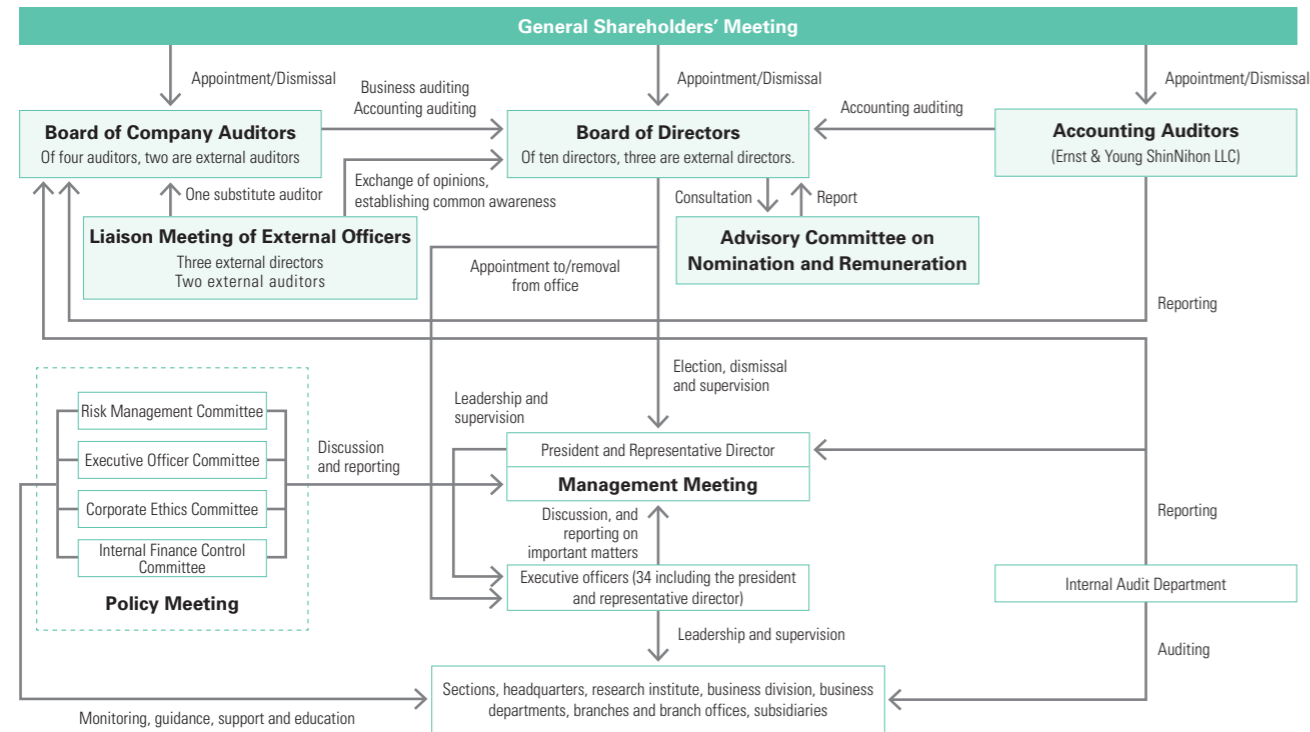 General Shareholders' Meeting
Appointment/Dismissal
Business auditing
Accounting auditing
Appointment/Dismissal
Accounting auditing
Appointment/Dismissal
Board of Company Auditors
Of four auditors, two are external auditors
Board of Directors
Of ten directors, three are external directors.
Accounting Auditors
(Ernst & Young ShinNihon LLC)
One substitute auditor
Exchange of opinions,
establishing common awareness
Consultation
Report
Liaison Meeting of External Officers
Three external directors
Two external auditors
Advisory Committee on
Nomination and Remuneration
Appointment to/removal
from office
Reporting
Election, dismissal
and supervision
Leadership and
supervision
Risk Management Committee
Executive Officer Committee
Corporate Ethics Committee
Internal Finance Control
Committee
Policy Meeting
Discussion
and reporting
President and Representative Director
Management Meeting
Discussion, and
reporting on
important matters
Reporting
Executive officers (34 including the president
and representative director)
Internal Audit Department
Leadership and supervision
Auditing
Sections, headquarters, research institute, business division, business
departments, branches and branch offices, subsidiaries
Monitoring, guidance, support and education